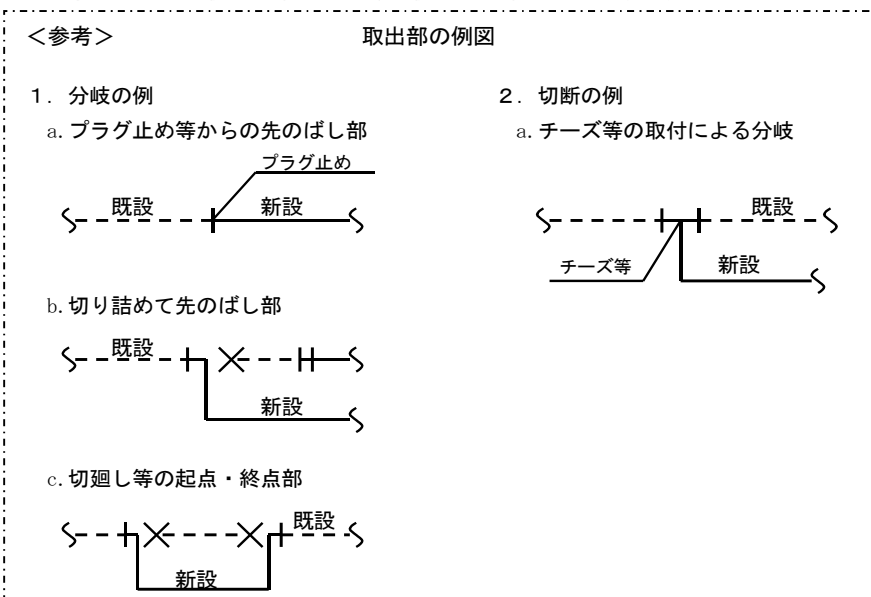 ＜参考＞
取出部の例図
１．分岐の例
a.プラグ止め等からの先のばし部
プラグ止め
既設
新設
b.切り詰めて先のばし部
既設
新設
c.切廻し等の起点・終点部
既設
新設
２．切断の例
a.チーズ等の取付による分岐
既設
チーズ等
新設